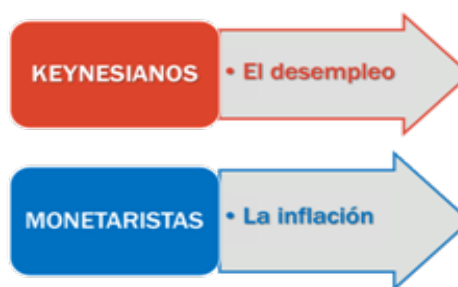 KEYNESIANOS
• El desempleo
MONETARISTAS
• La inflación